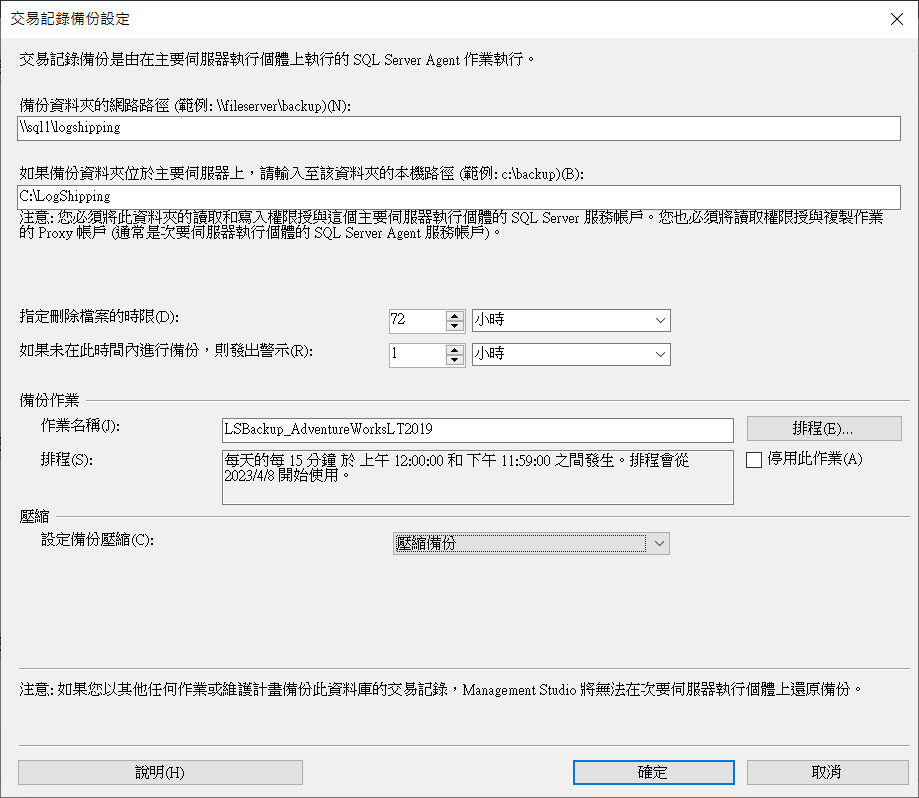 交易記錄備份設定
交易記錄備份是由在主要伺服器執行個體上執行的 SQL Server Agent 作業執行。
備份資料夾的網路路徑 (範例: \\fileserver\backup)(N):
\\sql1\logshipping
如果備份資料夾位於主要伺服器上，請輸入至該資料夾的本機路徑 (範例: c:\backup)(B):
C:\LogShipping
注意: 您必須將此資料夾的讀取和寫入權限授與這個主要伺服器執行個體的 SQL Server 服務帳戶。您也必須將讀取權限授與複製作業
的 Proxy 帳戶 (通常是次要伺服器執行個體的 SQL Server Agent 服務帳戶)。
指定刪除檔案的時限(D): 72 小時
如果未在此時間內進行備份，則發出警示(R): 1 小時
備份作業
作業名稱(J): LSBackup_AdventureWorksLT2019 排程(E)...
排程(S): 每天的每 15 分鐘 於 上午 12:00:00 和 下午 11:59:00 之間發生。排程會從 停用此作業(A)
2023/4/8 開始使用。
壓縮
設定備份壓縮(C): 壓縮備份
注意: 如果您以其他任何作業或維護計畫備份此資料庫的交易記錄，Management Studio 將無法在次要伺服器執行個體上還原備份。
說明(H) 確定 取消